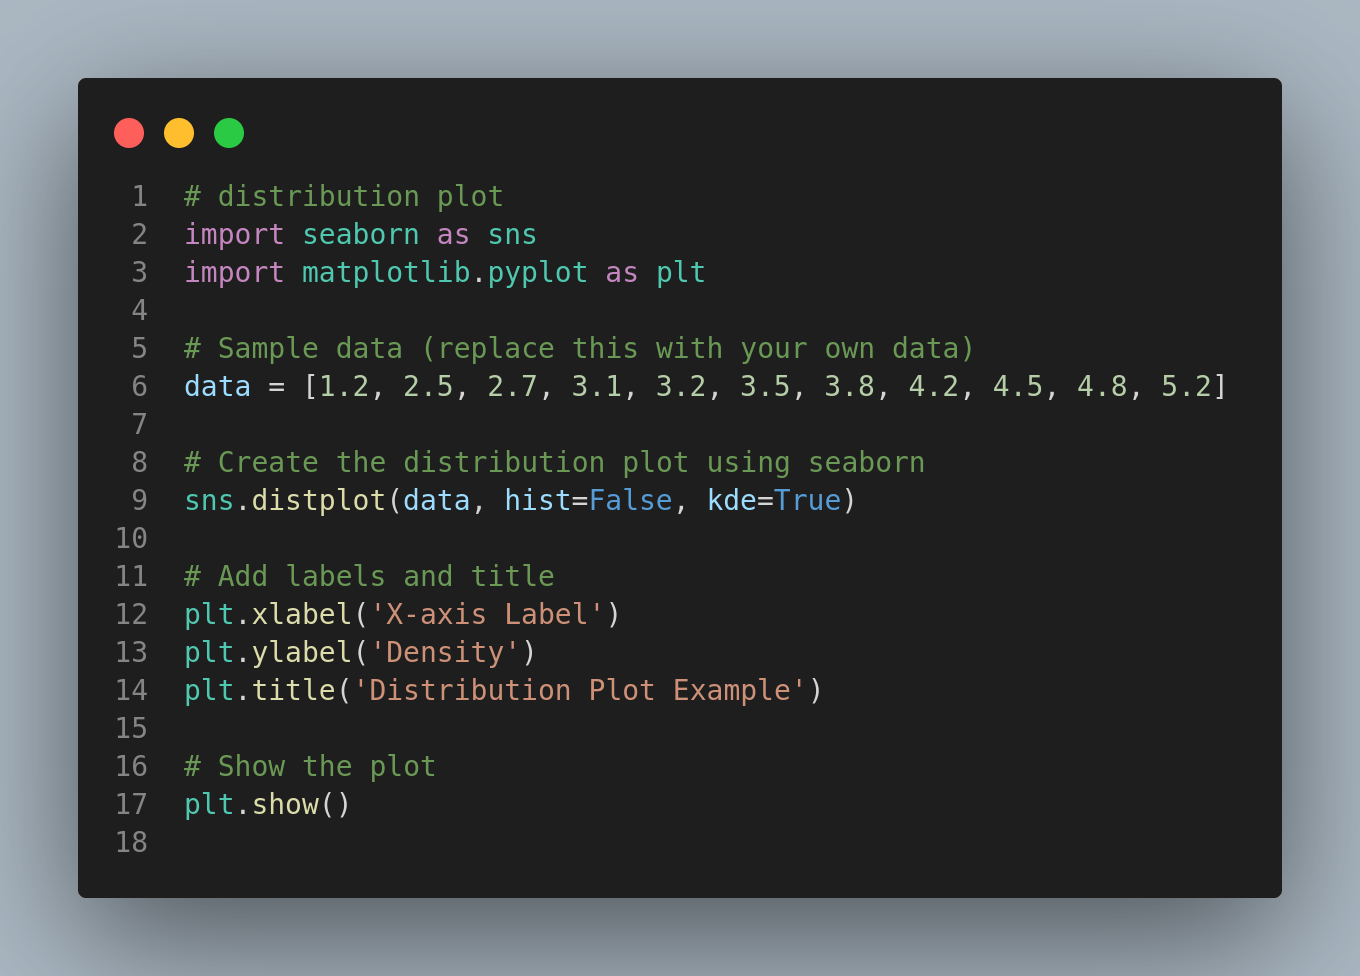 1 # distribution plot
2 import seaborn as sns
3 import matplotlib.pyplot as plt
4
5 # Sample data (replace this with your own data)
6 data = [1.2, 2.5, 2.7, 3.1, 3.2, 3.5, 3.8, 4.2, 4.5, 4.8, 5.2]
7
8 # Create the distribution plot using seaborn
9 sns.distplot(data, hist=False, kde=True)
10
11 # Add labels and title
12 plt.xlabel('X-axis Label')
13 plt.ylabel('Density')
14 plt.title('Distribution Plot Example')
15
16 # Show the plot
17 plt.show()
18